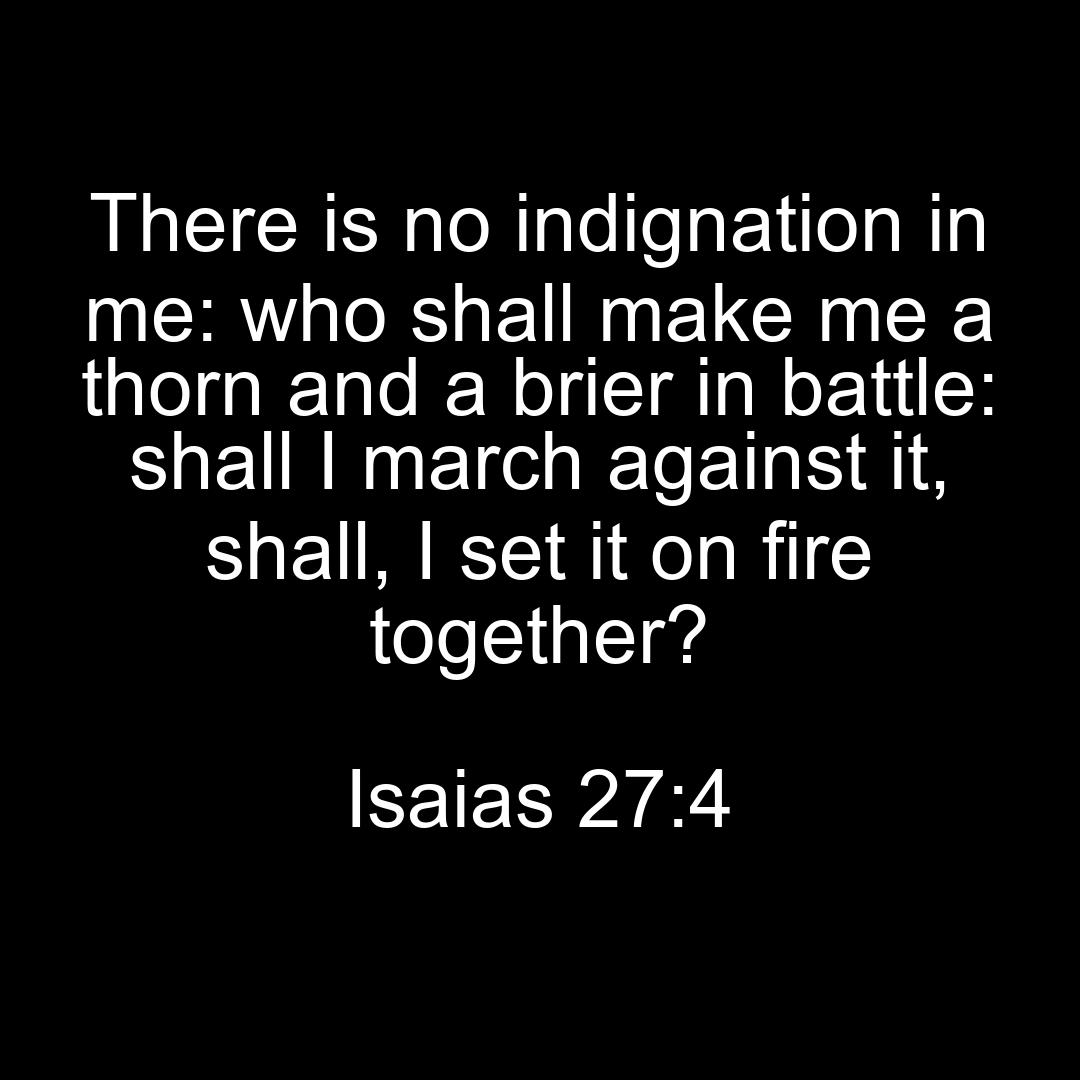 There is no indignation in
me: who shall make me a
thorn and a brier in battle:
shall I march against it,
shall, I set it on fire
together?
Isaias 27:4